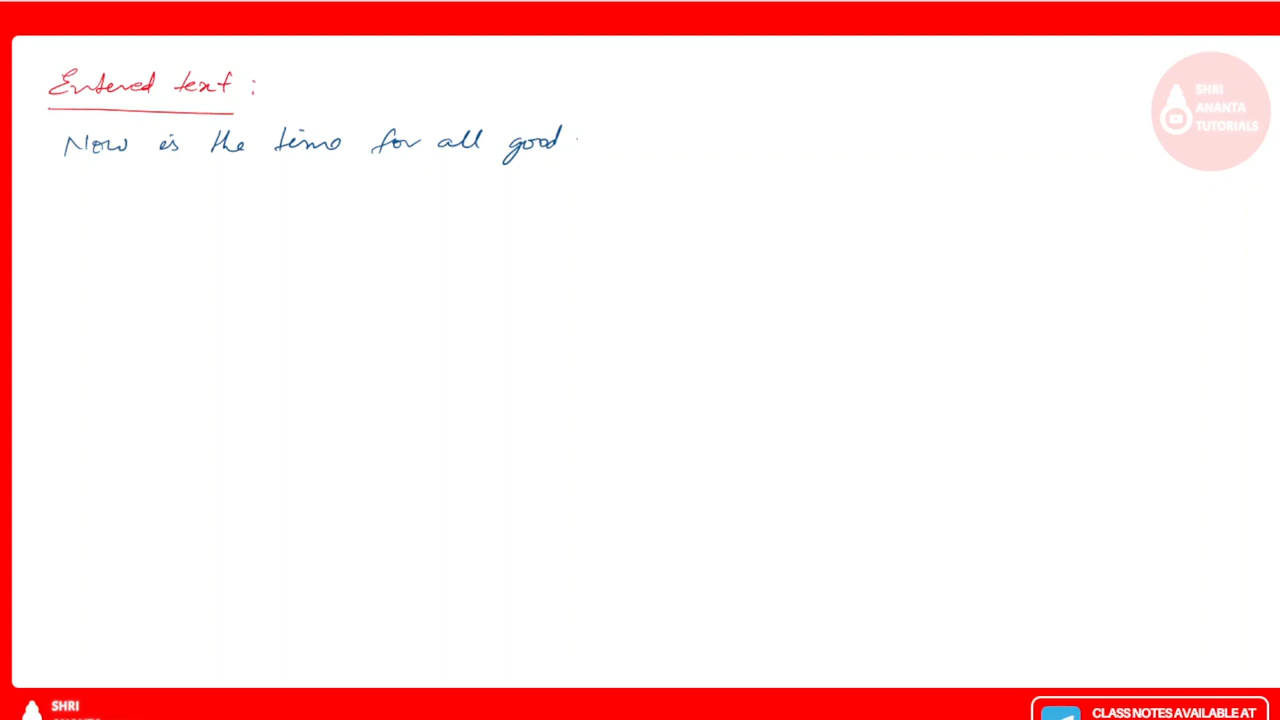 Entered text :
Now is the time for all good
SHRI
ANANTA
TUTORIALS
SHRI
CLASS NOTES AVAILABLE AT